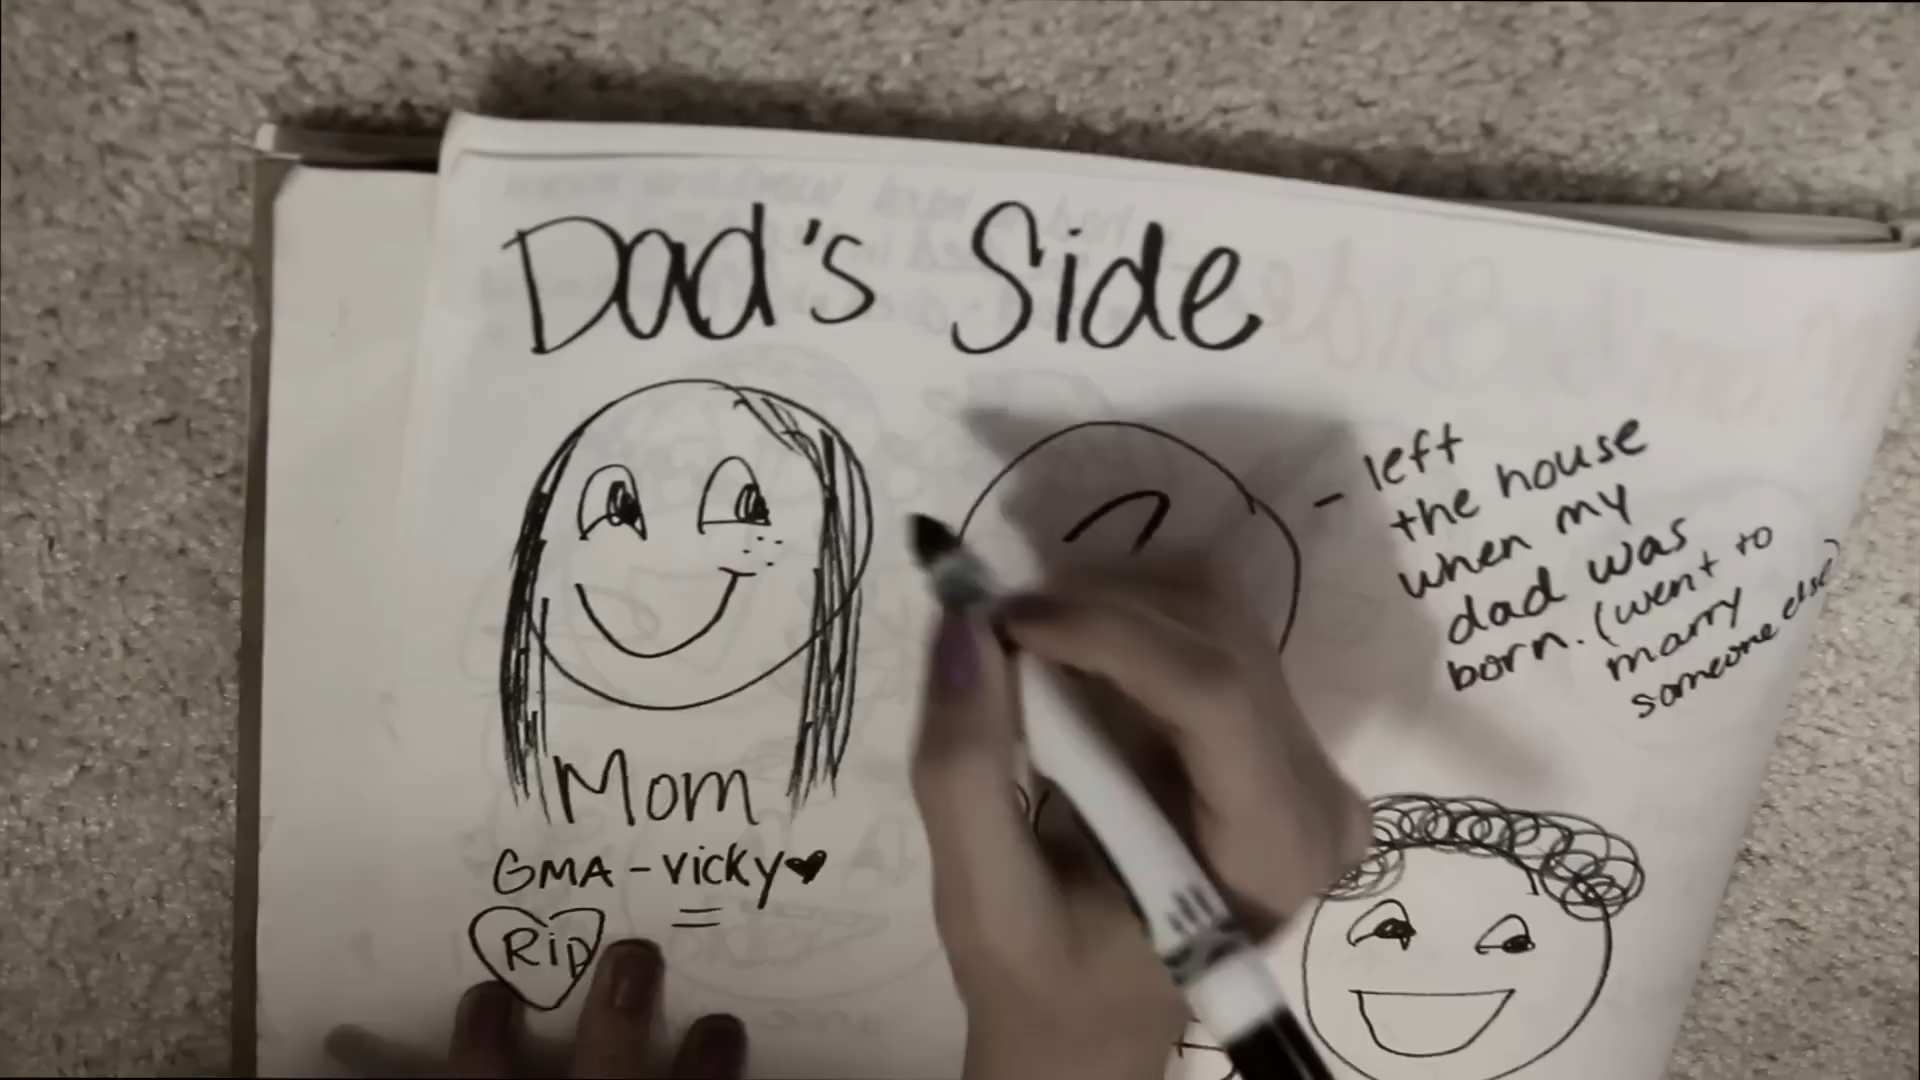 Dad's Side
- left
the house
when my
dad was
born. (went to
marry
someone else)
Mom
GMA - Vicky♥
RIP